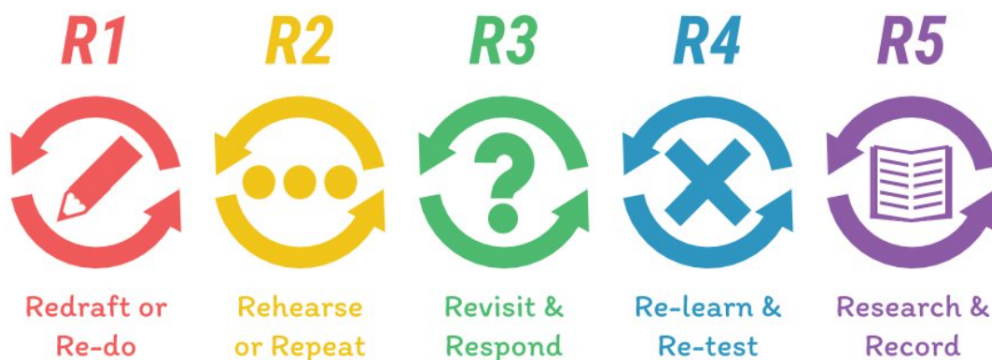 R1 R2 R3 R4 R5
?
Redraft or
Re-do
Rehearse
or Repeat
Revisit &
Respond
Re-learn &
Re-test
Research &
Record